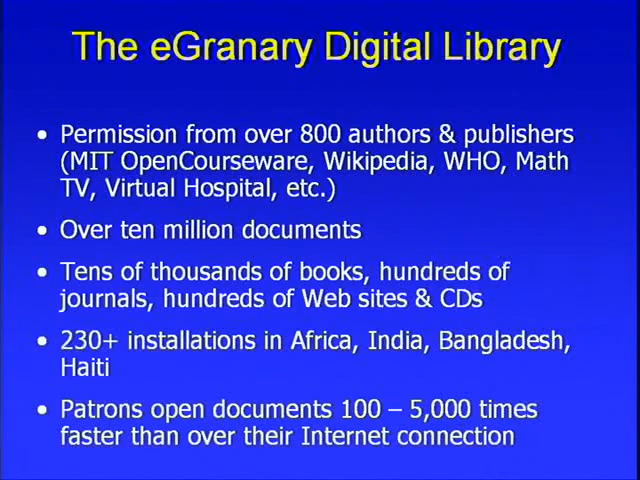 The eGranary Digital Library
• Permission from over 800 authors & publishers
(MIT OpenCourseware, Wikipedia, WHO, Math
TV, Virtual Hospital, etc.)
• Over ten million documents
• Tens of thousands of books, hundreds of
journals, hundreds of Web sites & CDs
• 230+ installations in Africa, India, Bangladesh,
Haiti
• Patrons open documents 100 – 5,000 times
faster than over their Internet connection